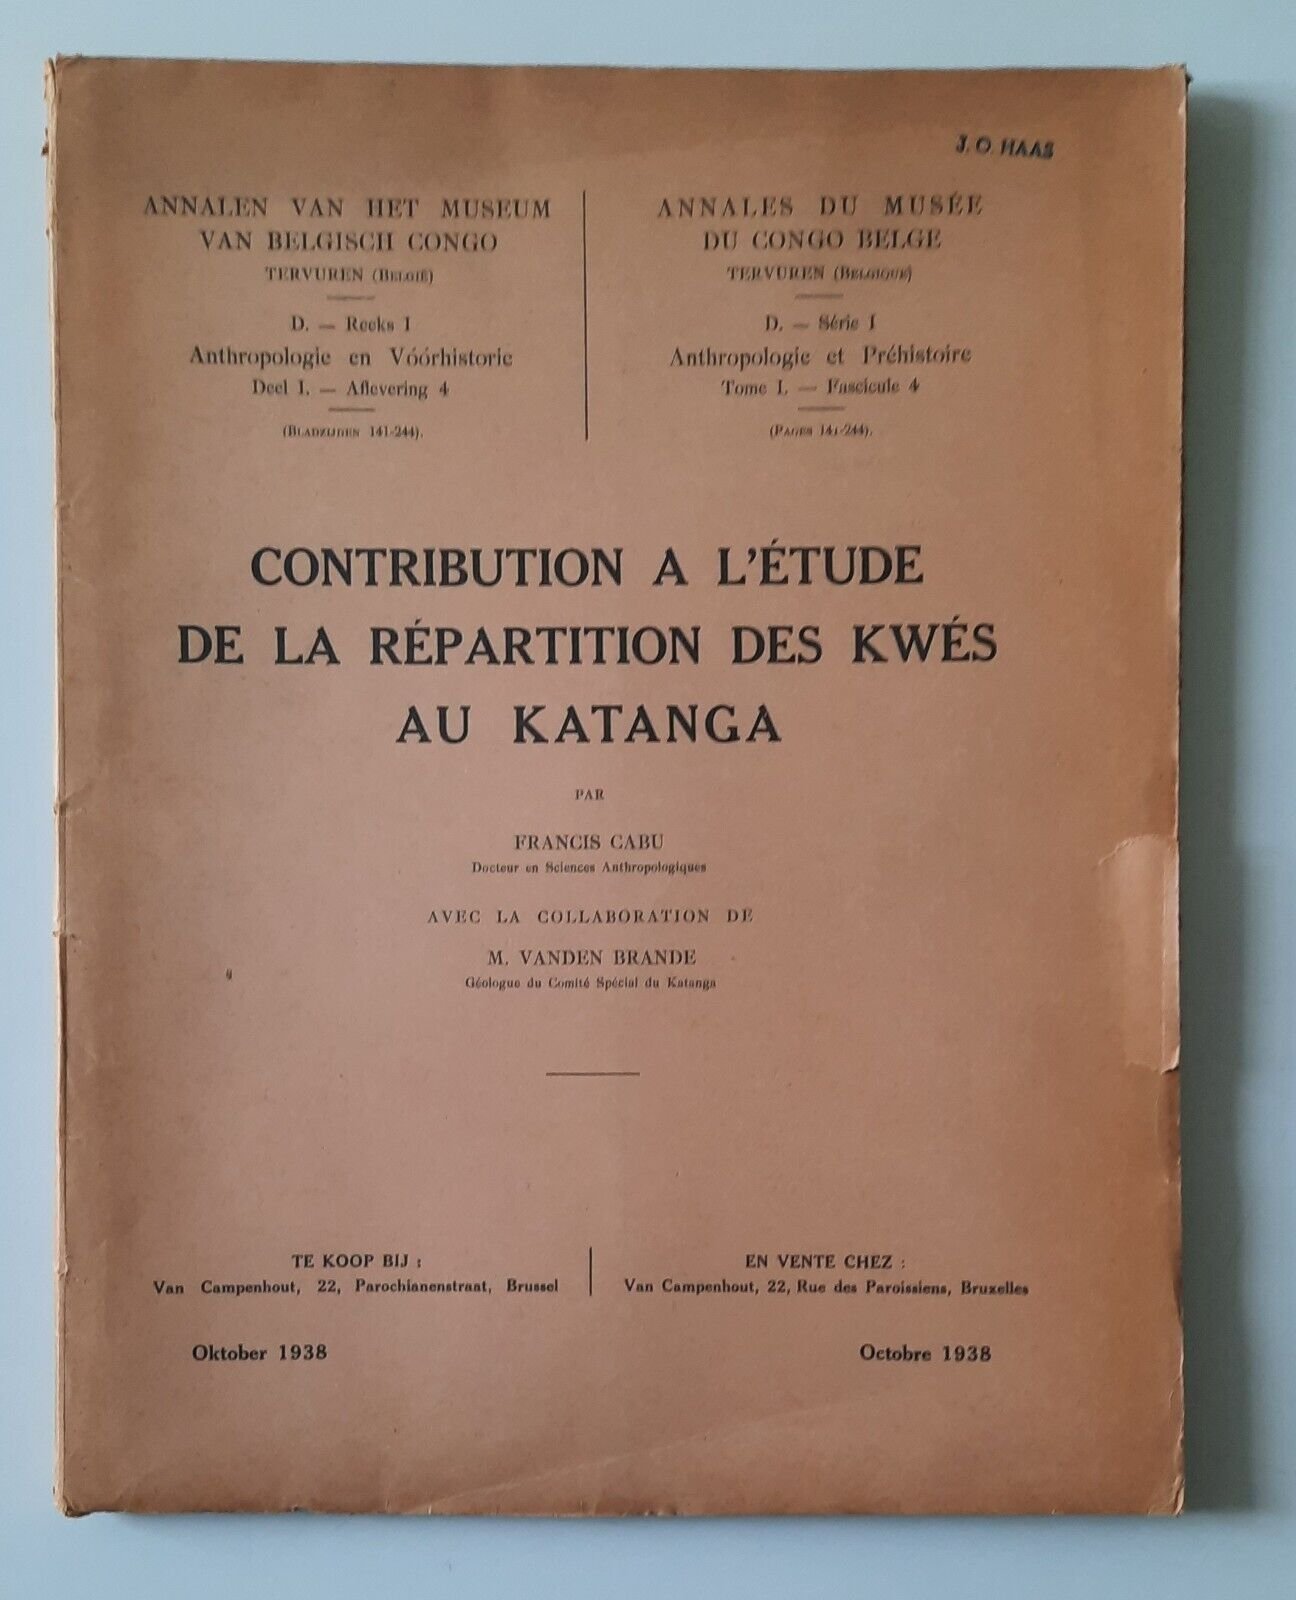 J. O. HAAS
ANNALEN VAN HET MUSEUM
VAN BELGISCH CONGO
TERVUREN (BELGIË)
D. — Reeks I
Anthropologie en Vóórhistorie
Deel I. — Aflevering 4
(BLADZIJDEN 141-244).
ANNALES DU MUSÉE
DU CONGO BELGE
TERVUREN (BELGIQUE)
D. — Série I
Anthropologie et Préhistoire
Tome I. — Fascicule 4
(PAGES 141-244).
CONTRIBUTION A L'ÉTUDE
DE LA RÉPARTITION DES KWÉS
AU KATANGA
PAR
FRANCIS CABU
Docteur en Sciences Anthropologiques
AVEC LA COLLABORATION DE
M. VANDEN BRANDE
Géologue du Comité Spécial du Katanga
TE KOOP BIJ :
Van Campenhout, 22, Parochianenstraat, Brussel
Oktober 1938
EN VENTE CHEZ :
Van Campenhout, 22, Rue des Paroissiens, Bruxelles
Octobre 1938